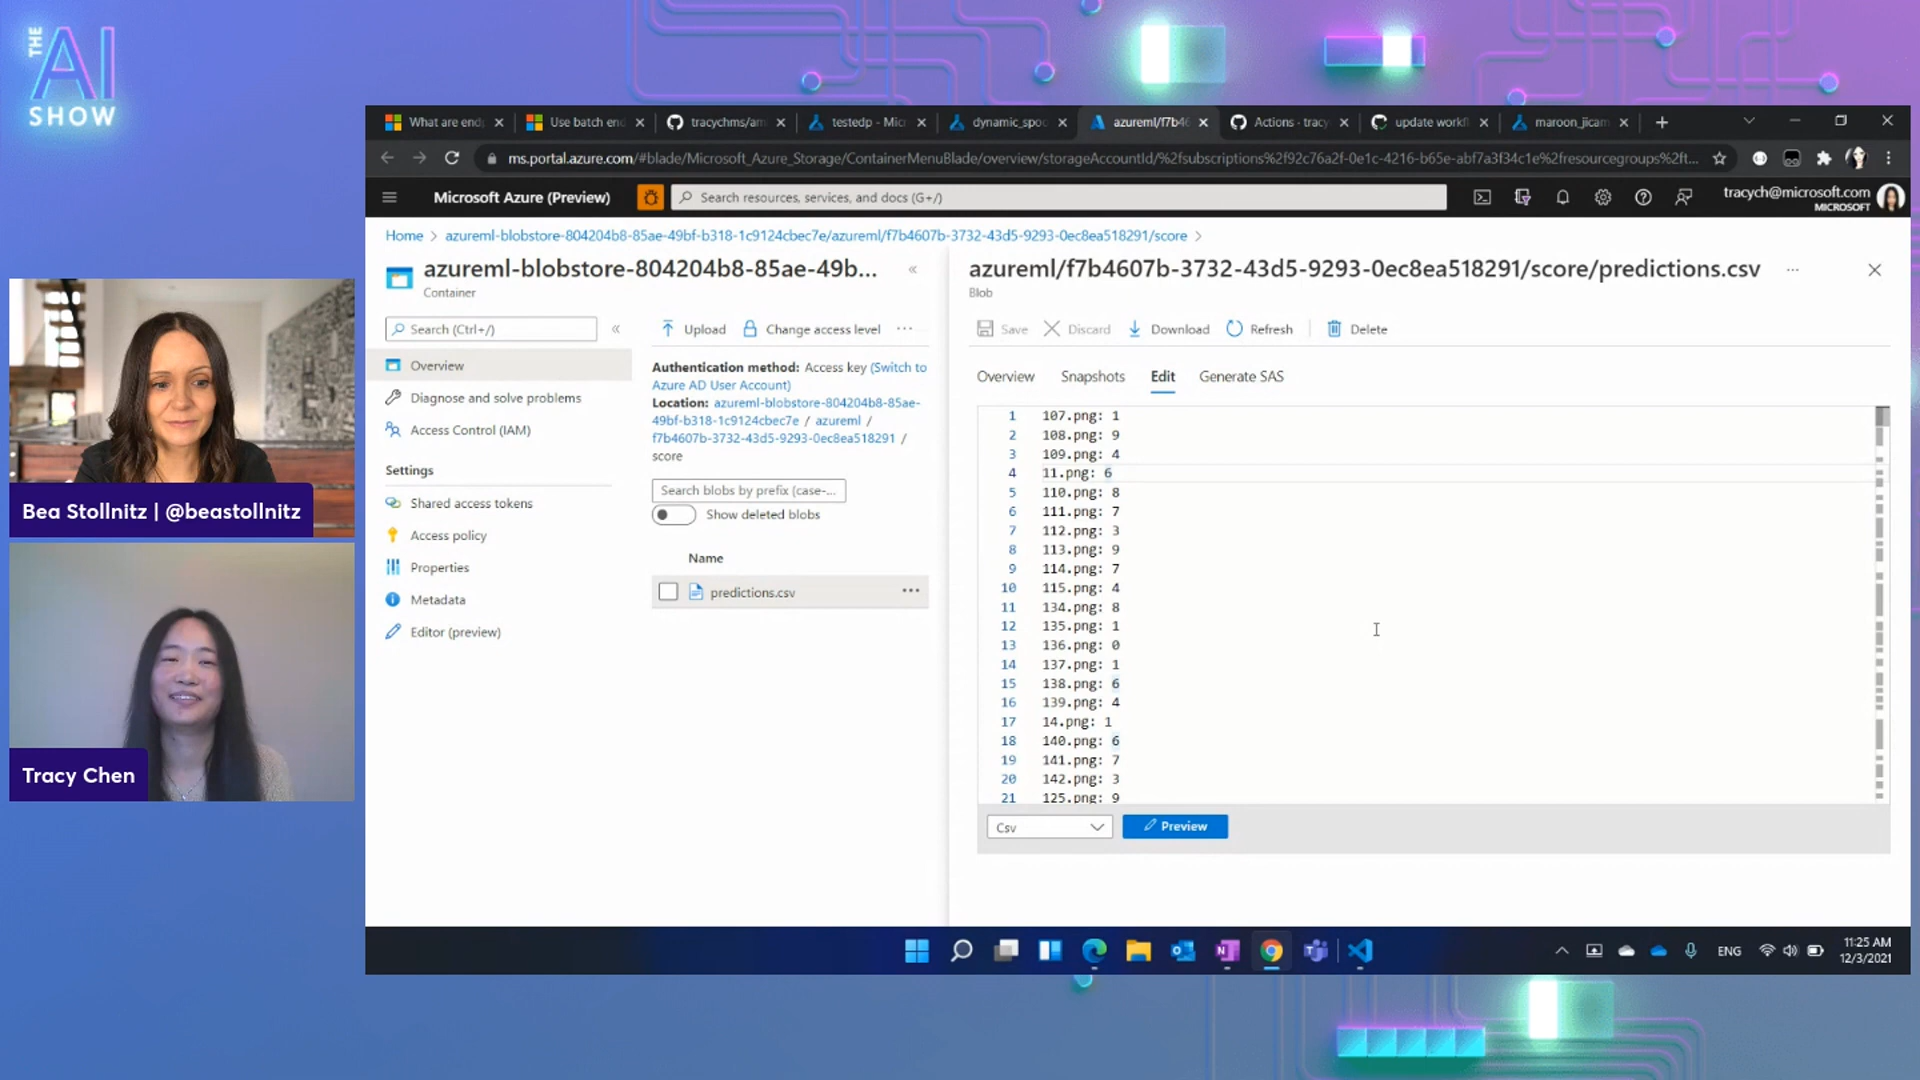 THE
AI
SHOW
What are end
Use batch en
tracychms/am
testedp - Mic
dynamic_spoo
azureml/f7b46
Actions - tracy
update workfl
maroon_jicam
ms.portal.azure.com/#blade/Microsoft_Azure_Storage/ContainerMenuBlade/overview/storageAccountId/%2fsubscriptions%2f92c76a2f-0e1c-4216-b65e-abf7a3f34c1e%2fresourcegroups%2ft...
Microsoft Azure (Preview)
Search resources, services, and docs (G+/)
tracych@microsoft.com
MICROSOFT
Home > azureml-blobstore-804204b8-85ae-49bf-b318-1c9124cbec7e/azureml/f7b4607b-3732-43d5-9293-0ec8ea518291/score >
azureml-blobstore-804204b8-85ae-49b...
Container
Search (Ctrl+/)
Overview
Diagnose and solve problems
Access Control (IAM)
Settings
Shared access tokens
Access policy
Properties
Metadata
Editor (preview)
Upload
Change access level
Authentication method: Access key (Switch to
Azure AD User Account)
Location: azureml-blobstore-804204b8-85ae-
49bf-b318-1c9124cbec7e / azureml /
f7b4607b-3732-43d5-9293-0ec8ea518291 /
score
Search blobs by prefix (case-...
Show deleted blobs
Name
predictions.csv
azureml/f7b4607b-3732-43d5-9293-0ec8ea518291/score/predictions.csv
Blob
Save
Discard
Download
Refresh
Delete
Overview
Snapshots
Edit
Generate SAS
1 107.png: 1
2 108.png: 9
3 109.png: 4
4 11.png: 6
5 110.png: 8
6 111.png: 7
7 112.png: 3
8 113.png: 9
9 114.png: 7
10 115.png: 4
11 134.png: 8
12 135.png: 1
13 136.png: 0
14 137.png: 1
15 138.png: 6
16 139.png: 4
17 14.png: 1
18 140.png: 6
19 141.png: 7
20 142.png: 3
21 125.png: 9
Csv
Preview
Bea Stollnitz | @beastollnitz
Tracy Chen
ENG
11:25 AM
12/3/2021